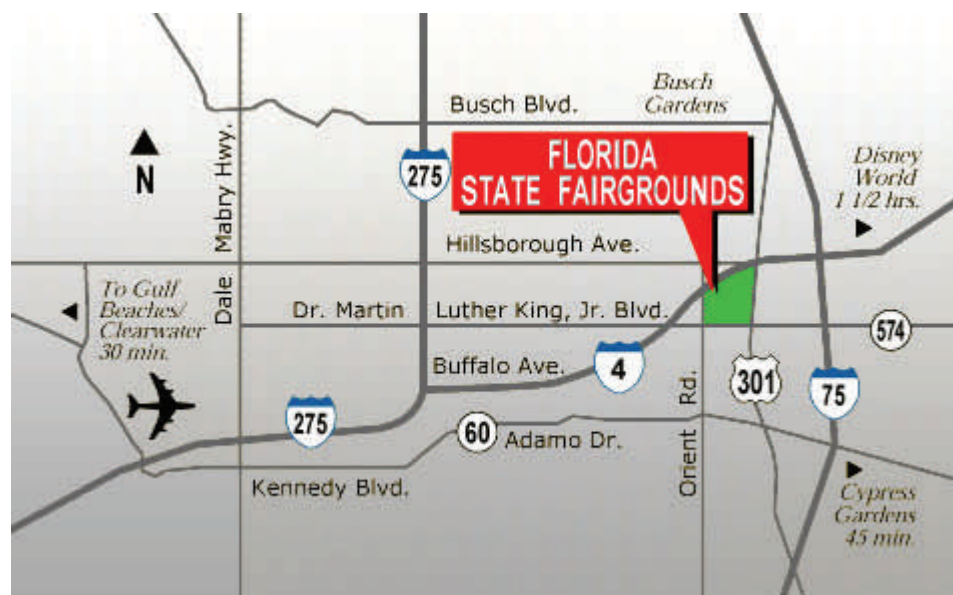 Busch Blvd.
Busch
Gardens
Dale Mabry Hwy.
N
275
FLORIDA
STATE FAIRGROUNDS
Disney
World
1 1/2 hrs.
Hillsborough Ave.
To Gulf
Beaches/
Clearwater
30 min.
Dr. Martin Luther King, Jr. Blvd.
574
Buffalo Ave.
4
301
75
Orient Rd.
275
60
Adamo Dr.
Kennedy Blvd.
Cypress
Gardens
45 min.